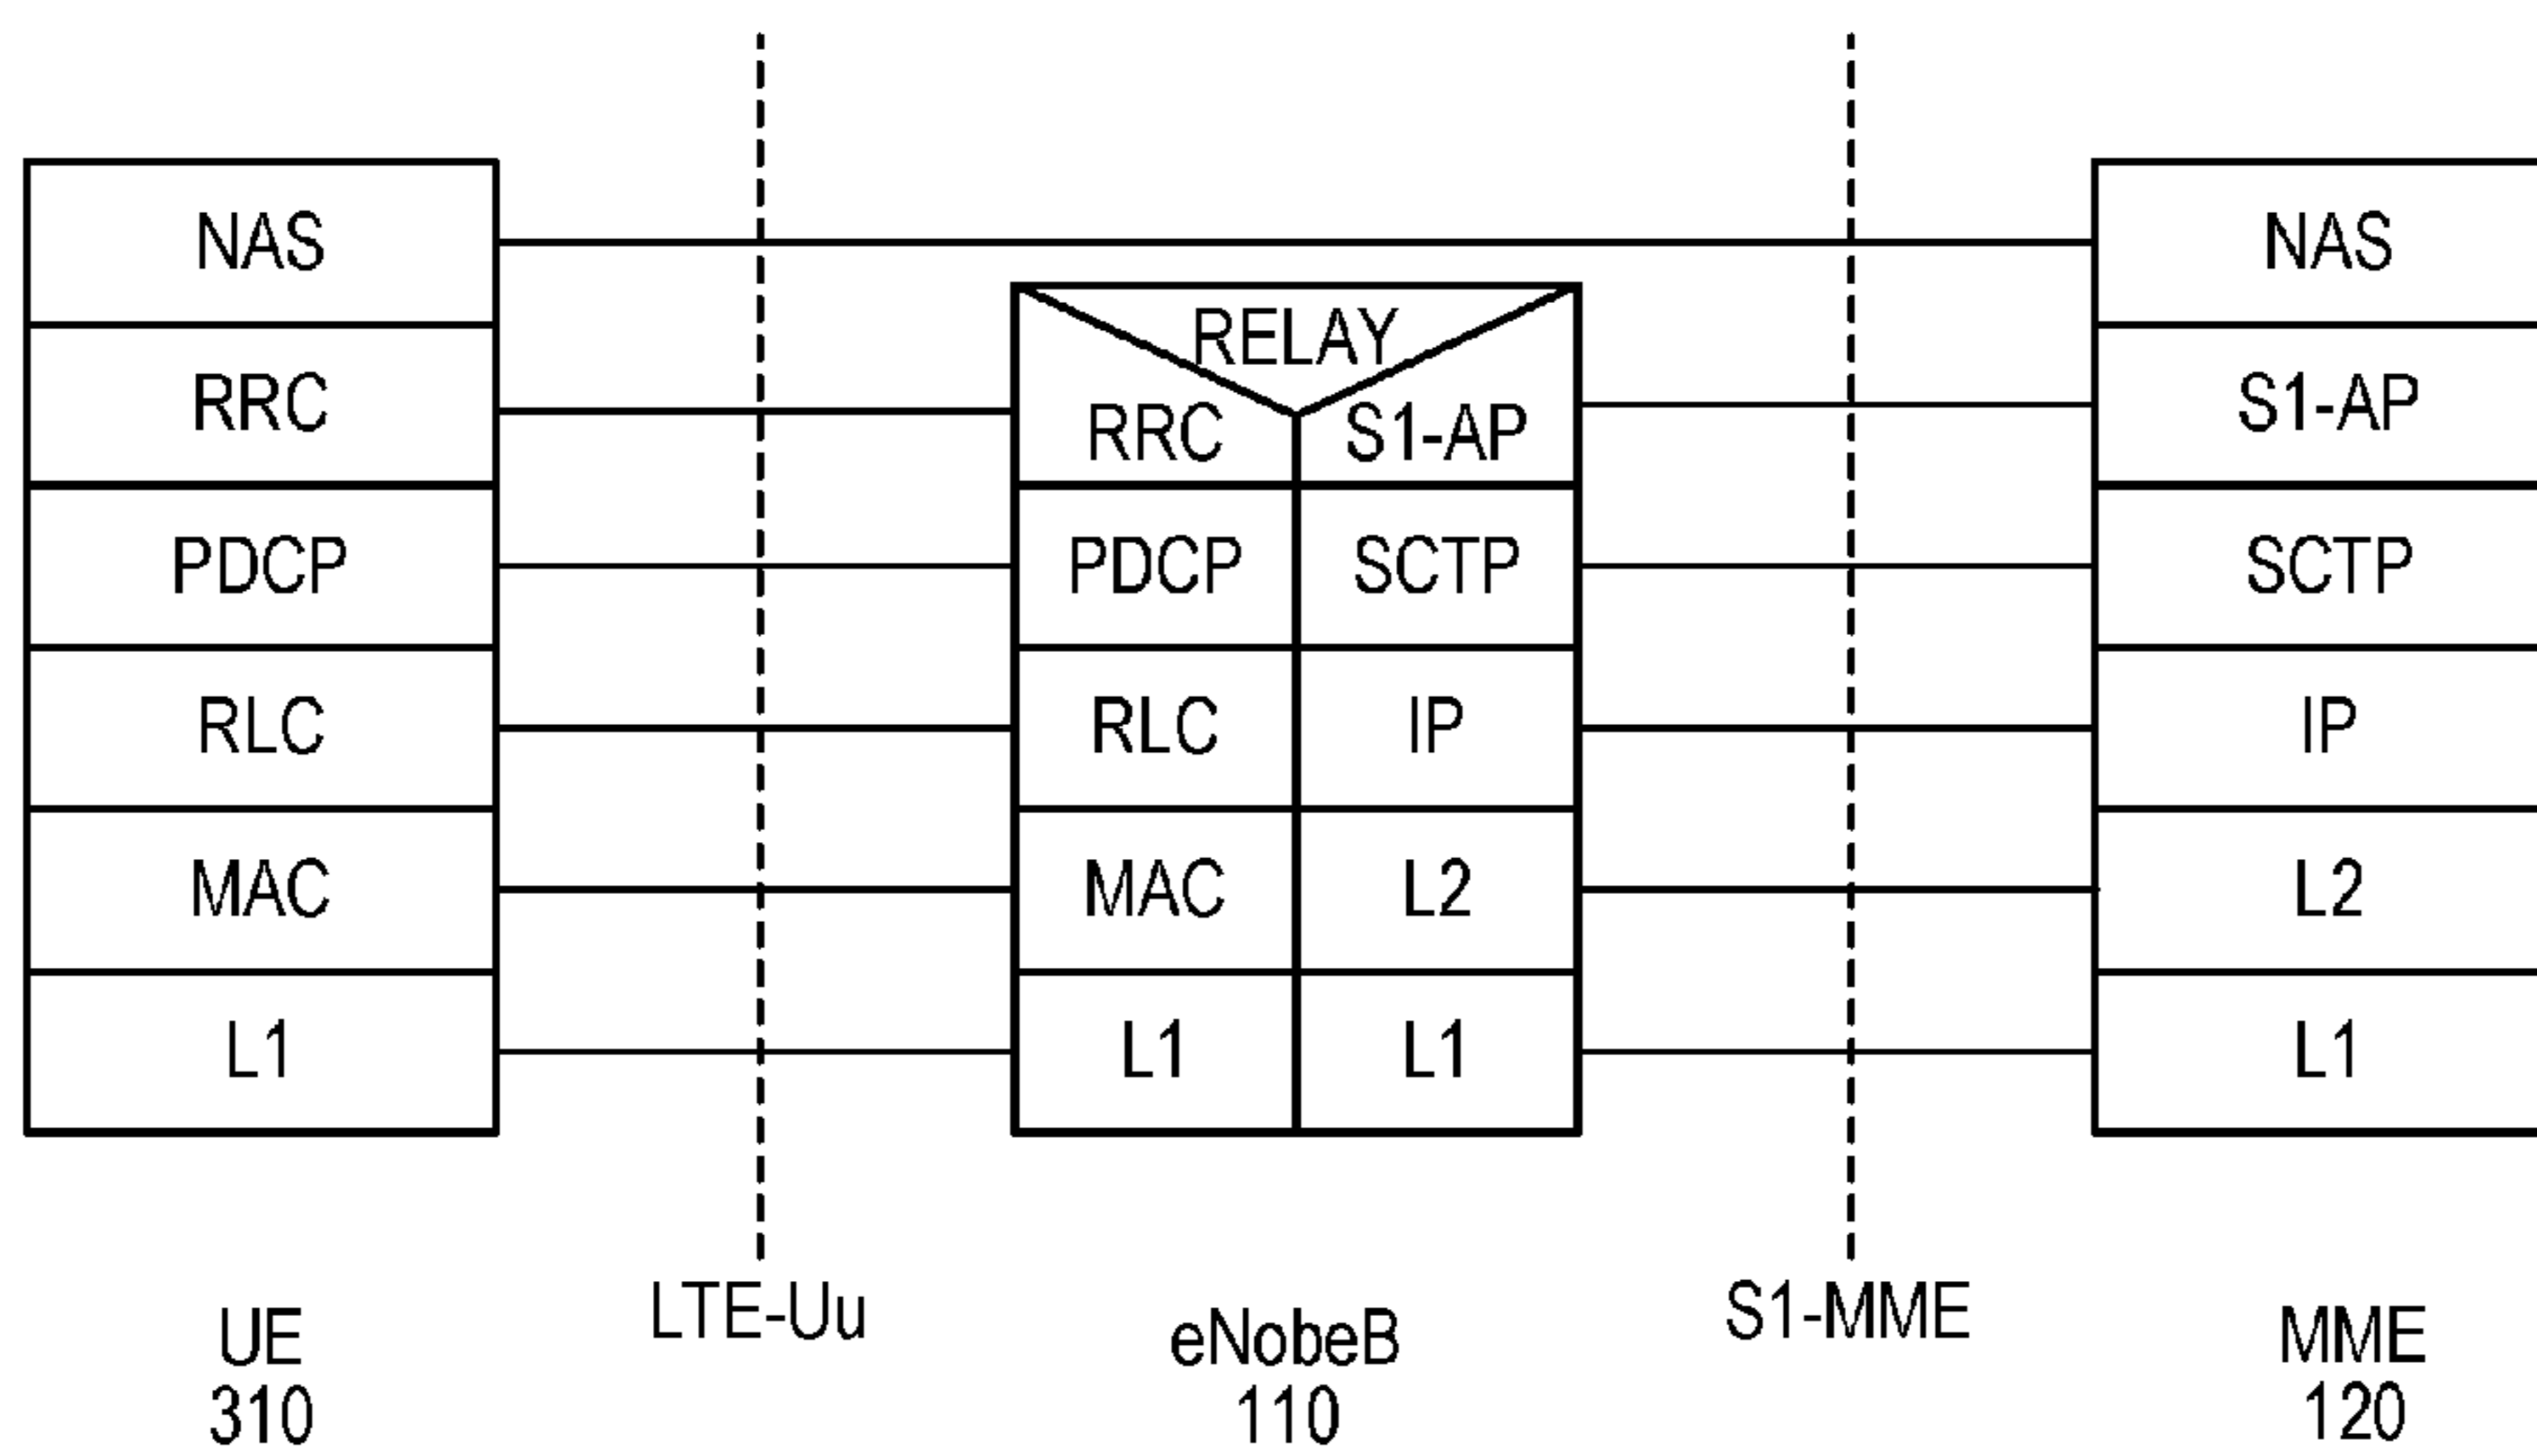 NAS
RRC
PDCP
RLC
MAC
L1
UE
310
LTE-Uu
RELAY
RRC S1-AP
PDCP SCTP
RLC IP
MAC L2
L1 L1
eNobeB
110
S1-MME
NAS
S1-AP
SCTP
IP
L2
L1
MME
120